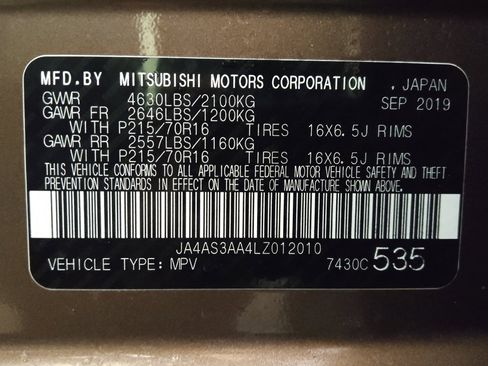 MFD.BY MITSUBISHI MOTORS CORPORATION , JAPAN
GVWR 4630LBS/2100KG SEP 2019
GAWR FR 2646LBS/1200KG
WITH P215/70R16 TIRES 16X6.5J RIMS
GAWR RR 2557LBS/1160KG
WITH P215/70R16 TIRES 16X6.5J RIMS
THIS VEHICLE CONFORMS TO ALL APPLICABLE FEDERAL MOTOR VEHICLE SAFETY AND THEFT
PREVENTION STANDARDS IN EFFECT ON THE DATE OF MANUFACTURE SHOWN ABOVE.
JA4AS3AA4LZ012010
VEHICLE TYPE: MPV 7430C 535